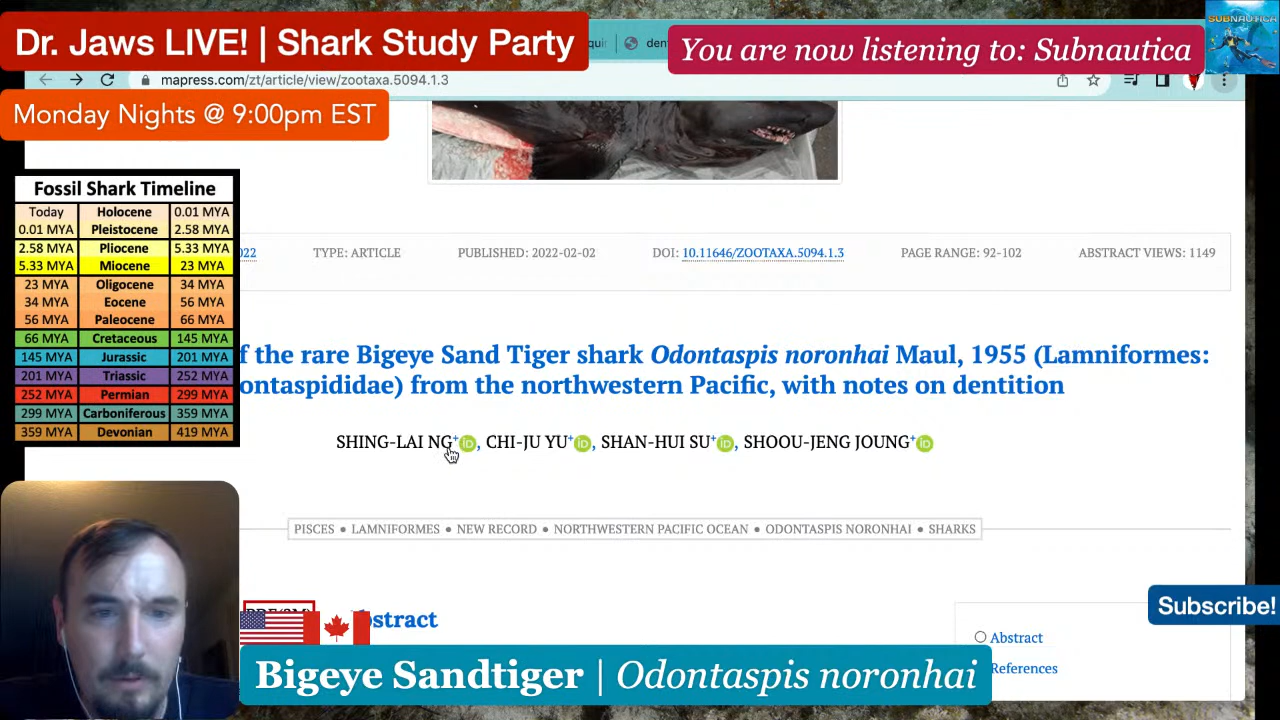 Dr. Jaws LIVE! | Shark Study Party
You are now listening to: Subnautica
SUBNAUTICA
mapress.com/zt/article/view/zootaxa.5094.1.3
Monday Nights @ 9:00pm EST
Fossil Shark Timeline
Today Holocene 0.01 MYA
0.01 MYA Pleistocene 2.58 MYA
2.58 MYA Pliocene 5.33 MYA
5.33 MYA Miocene 23 MYA
23 MYA Oligocene 34 MYA
34 MYA Eocene 56 MYA
56 MYA Paleocene 66 MYA
66 MYA Cretaceous 145 MYA
145 MYA Jurassic 201 MYA
201 MYA Triassic 252 MYA
252 MYA Permian 299 MYA
299 MYA Carboniferous 359 MYA
359 MYA Devonian 419 MYA
022 TYPE: ARTICLE PUBLISHED: 2022-02-02 DOI: 10.11646/ZOOTAXA.5094.1.3 PAGE RANGE: 92-102 ABSTRACT VIEWS: 1149
f the rare Bigeye Sand Tiger shark Odontaspis noronhai Maul, 1955 (Lamniformes:
ontaspididae) from the northwestern Pacific, with notes on dentition
SHING-LAI NG+ iD, CHI-JU YU+ iD, SHAN-HUI SU+ iD, SHOOU-JENG JOUNG+ iD
PISCES ● LAMNIFORMES ● NEW RECORD ● NORTHWESTERN PACIFIC OCEAN ● ODONTASPIS NORONHAI ● SHARKS
bstract
Abstract
References
Subscribe!
Bigeye Sandtiger | Odontaspis noronhai